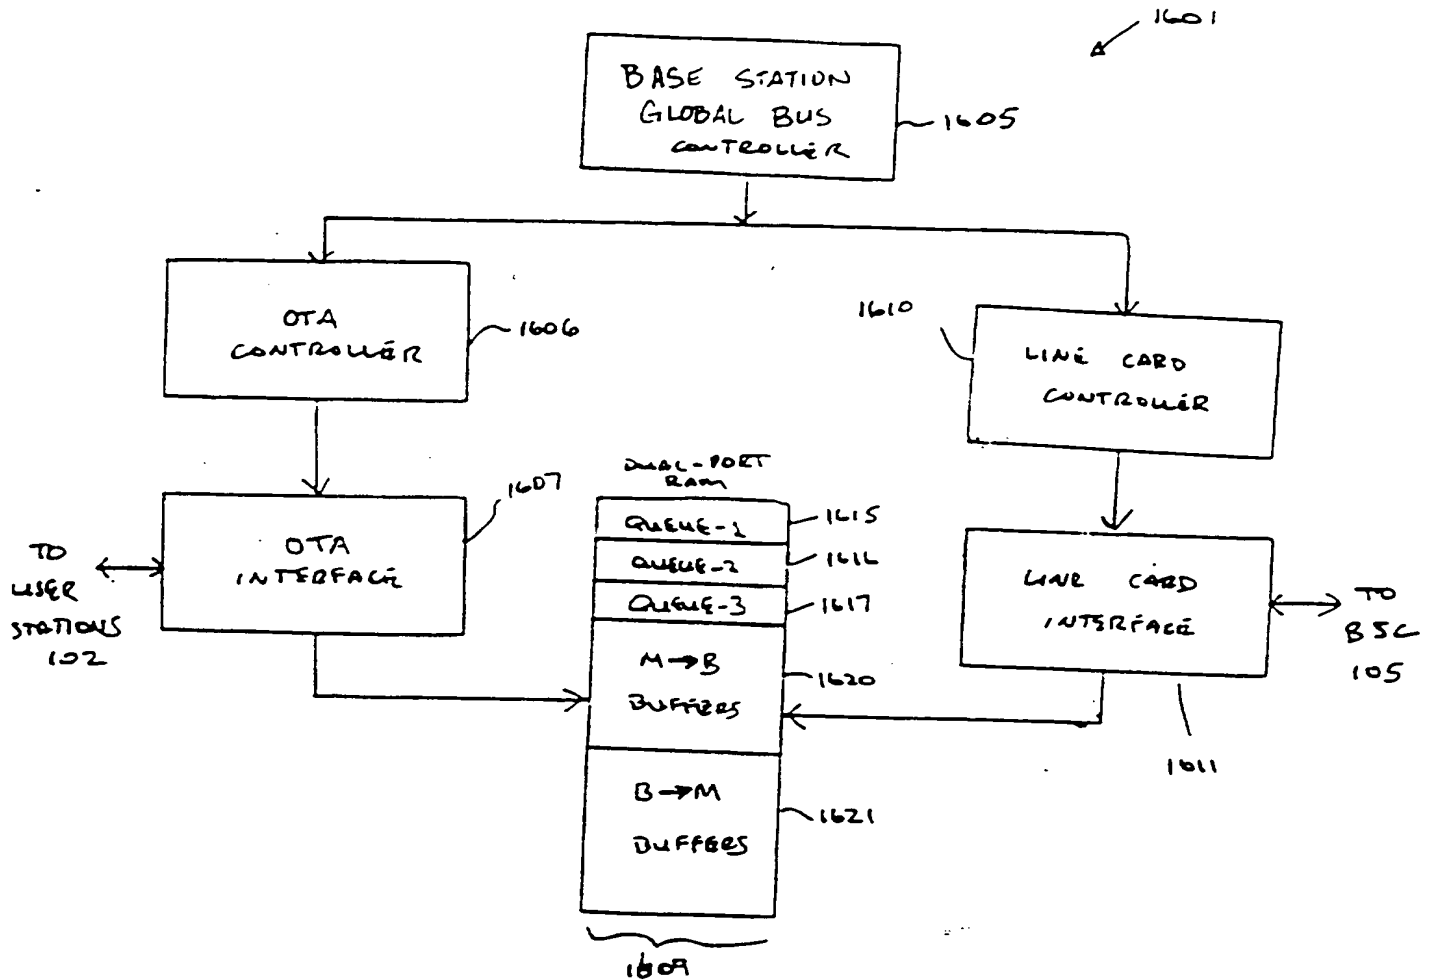 1601
BASE STATION
GLOBAL BUS
CONTROLLER
1605
OTA
CONTROLLER
1606
1610
LINE CARD
CONTROLLER
DUAL-PORT
RAM
1607
OTA
INTERFACE
TO
USER
STATIONS
102
QUEUE-1
1615
QUEUE-2
1616
QUEUE-3
1617
M→B
BUFFERS
1620
B→M
BUFFERS
1621
1609
LINE CARD
INTERFACE
TO
BSC
105
1611